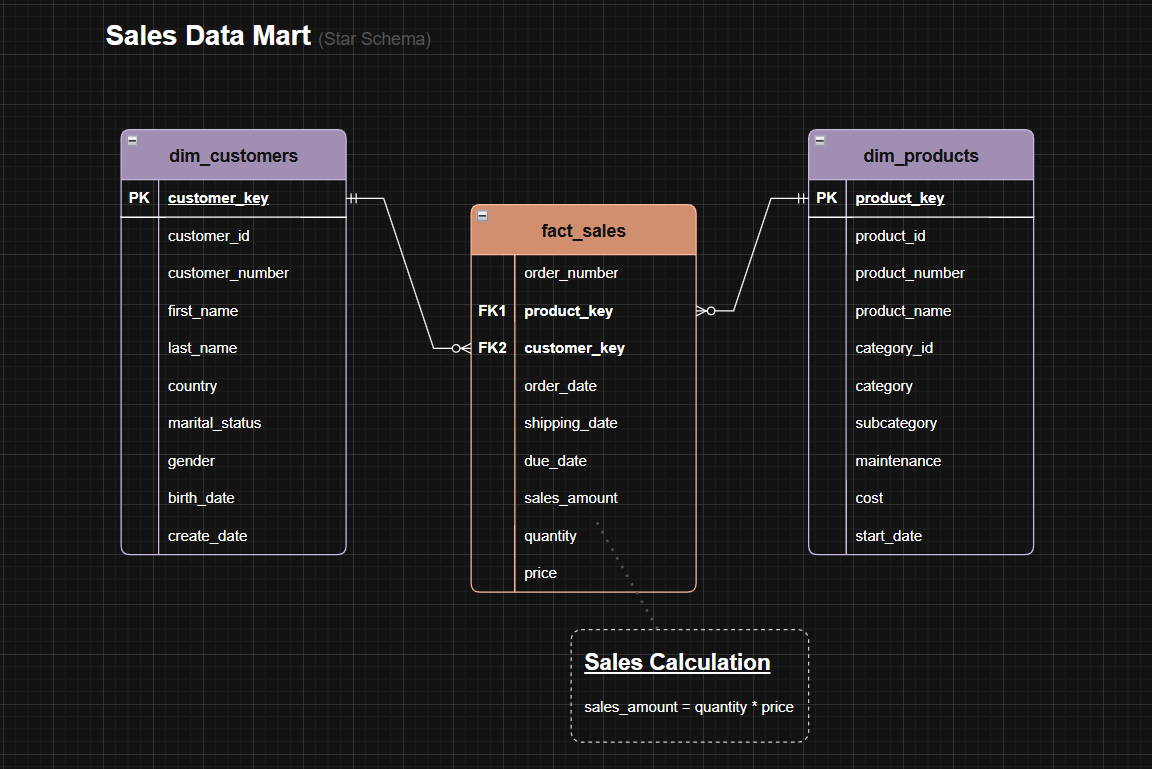 Sales Data Mart (Star Schema)
dim_customers
PK customer_key
customer_id
customer_number
first_name
last_name
country
marital_status
gender
birth_date
create_date
fact_sales
order_number
FK1 product_key
FK2 customer_key
order_date
shipping_date
due_date
sales_amount
quantity
price
dim_products
PK product_key
product_id
product_number
product_name
category_id
category
subcategory
maintenance
cost
start_date
Sales Calculation
sales_amount = quantity * price